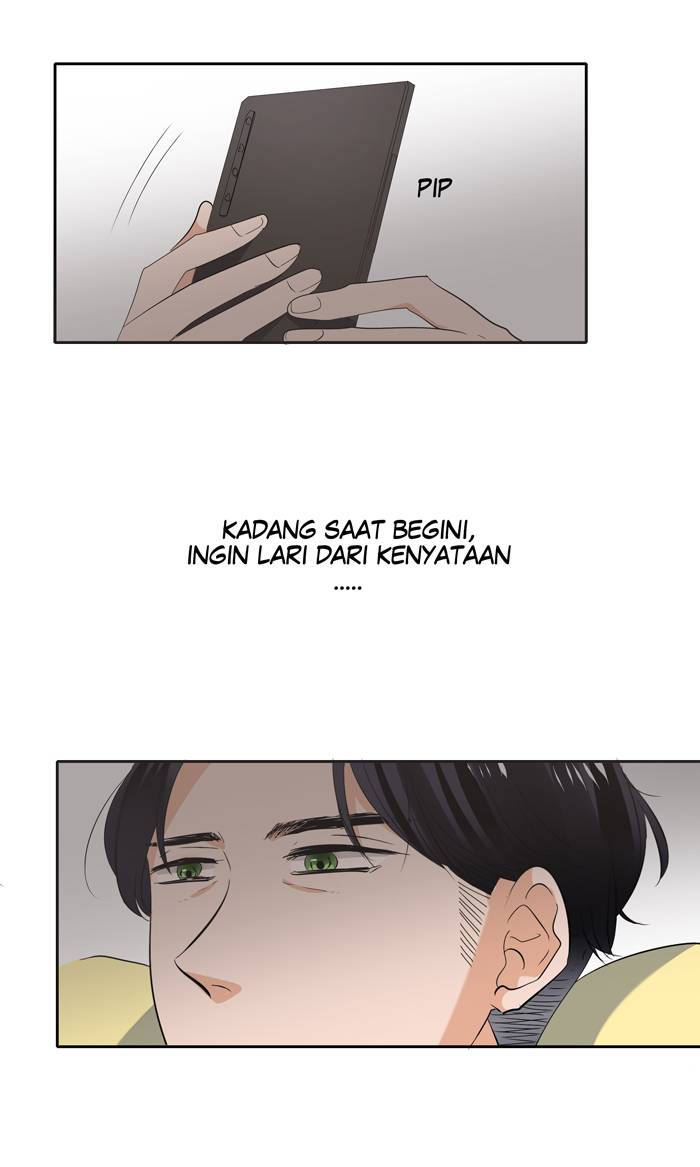 PIP
KADANG SAAT BEGINI,
INGIN LARI DARI KENYATAAN
.....